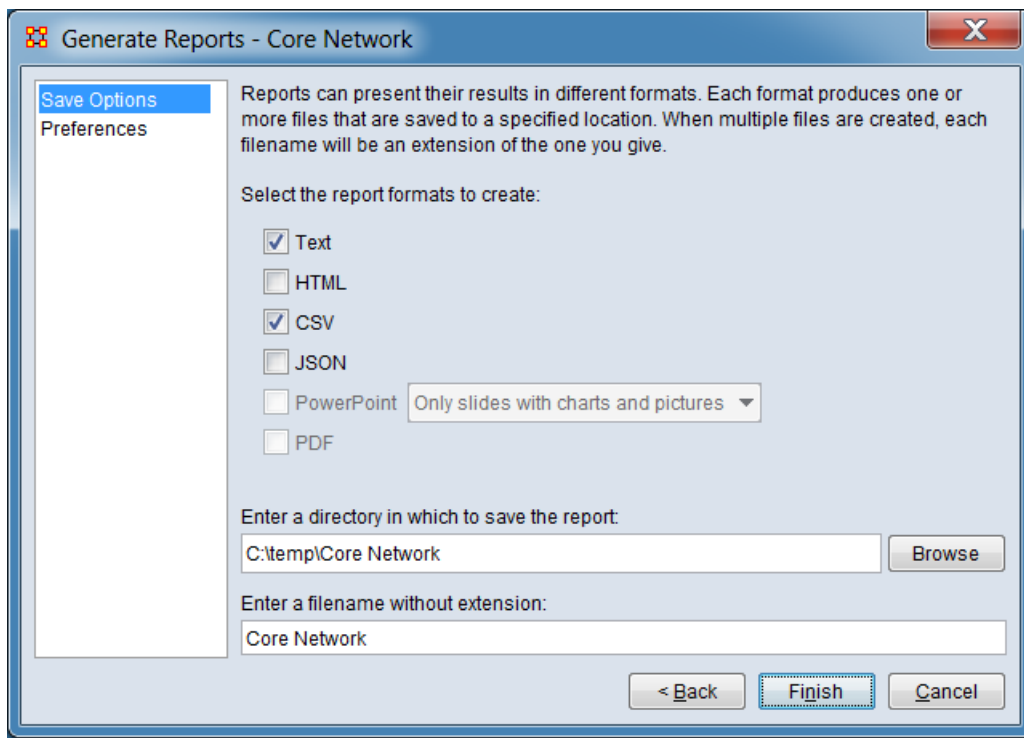 Generate Reports - Core Network
Save Options
Preferences
Reports can present their results in different formats. Each format produces one or
more files that are saved to a specified location. When multiple files are created, each
filename will be an extension of the one you give.
Select the report formats to create:
Text
HTML
CSV
JSON
PowerPoint Only slides with charts and pictures
PDF
Enter a directory in which to save the report:
C:\temp\Core Network Browse
Enter a filename without extension:
Core Network
< Back Finish Cancel